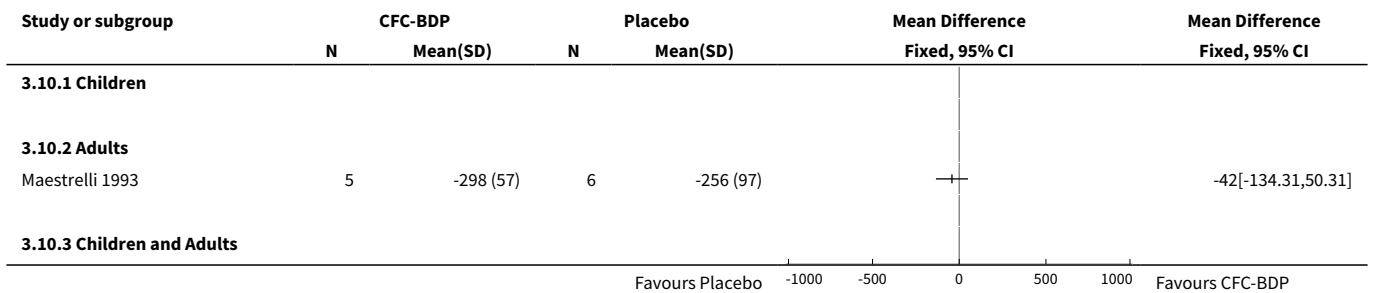 Study or subgroup CFC-BDP Placebo Mean Difference Mean Difference
N Mean(SD) N Mean(SD) Fixed, 95% CI Fixed, 95% CI
3.10.1 Children
3.10.2 Adults
Maestrelli 1993 5 -298 (57) 6 -256 (97) -42[-134.31,50.31]
3.10.3 Children and Adults
Favours Placebo -1000 -500 0 500 1000 Favours CFC-BDP